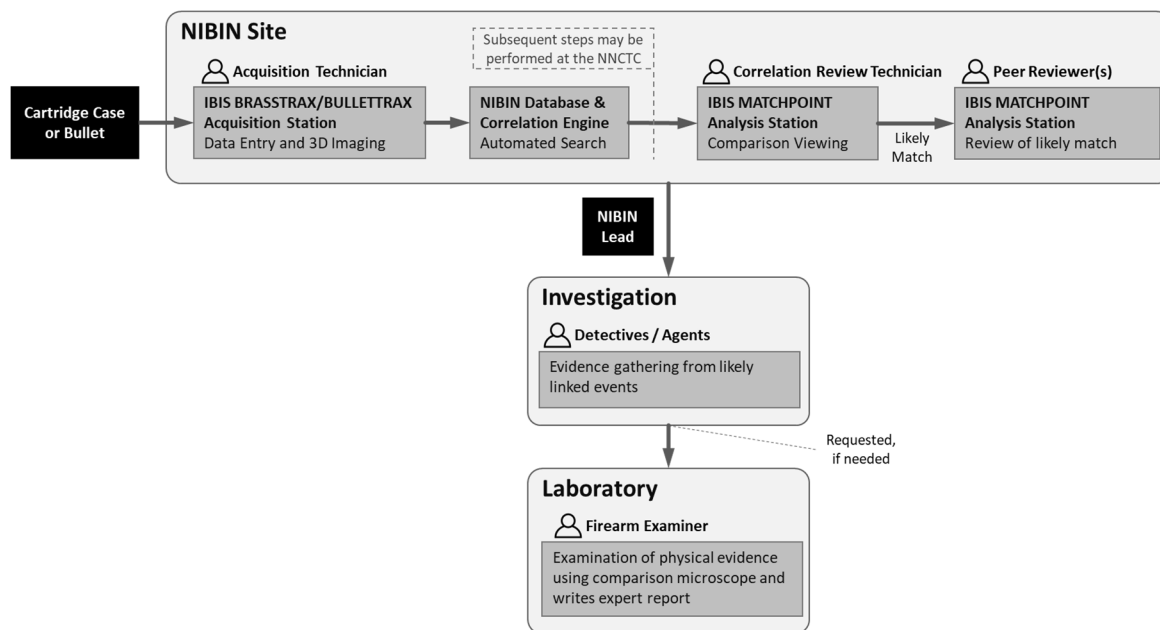 NIBIN Site
Subsequent steps may be
performed at the NNCTC
Acquisition Technician
Correlation Review Technician
Peer Reviewer(s)
Cartridge Case
or Bullet
IBIS BRASSTRAX/BULLETTRAX
Acquisition Station
Data Entry and 3D Imaging
NIBIN Database &
Correlation Engine
Automated Search
IBIS MATCHPOINT
Analysis Station
Comparison Viewing
Likely
Match
IBIS MATCHPOINT
Analysis Station
Review of likely match
NIBIN
Lead
Investigation
Detectives / Agents
Evidence gathering from likely
linked events
Requested,
if needed
Laboratory
Firearm Examiner
Examination of physical evidence
using comparison microscope and
writes expert report